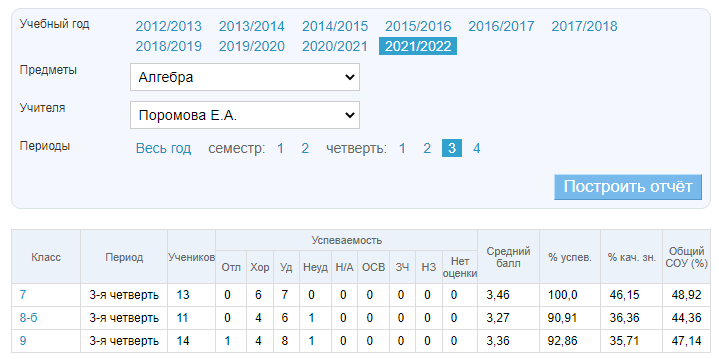 Учебный год 2012/2013 2013/2014 2014/2015 2015/2016 2016/2017 2017/2018
2018/2019 2019/2020 2020/2021 2021/2022
Предметы Алгебра
Учителя Поромова Е.А.
Периоды Весь год семестр: 1 2 четверть: 1 2 3 4
Построить отчёт
Класс Период Учеников Успеваемость Средний балл % успев. % кач. зн. Общий СОУ (%)
Отл Хор Уд Неуд Н/А ОСВ ЗЧ НЗ Нет оценки
7 3-я четверть 13 0 6 7 0 0 0 0 0 0 3,46 100,0 46,15 48,92
8-б 3-я четверть 11 0 4 6 1 0 0 0 0 0 3,27 90,91 36,36 44,36
9 3-я четверть 14 1 4 8 1 0 0 0 0 0 3,36 92,86 35,71 47,14